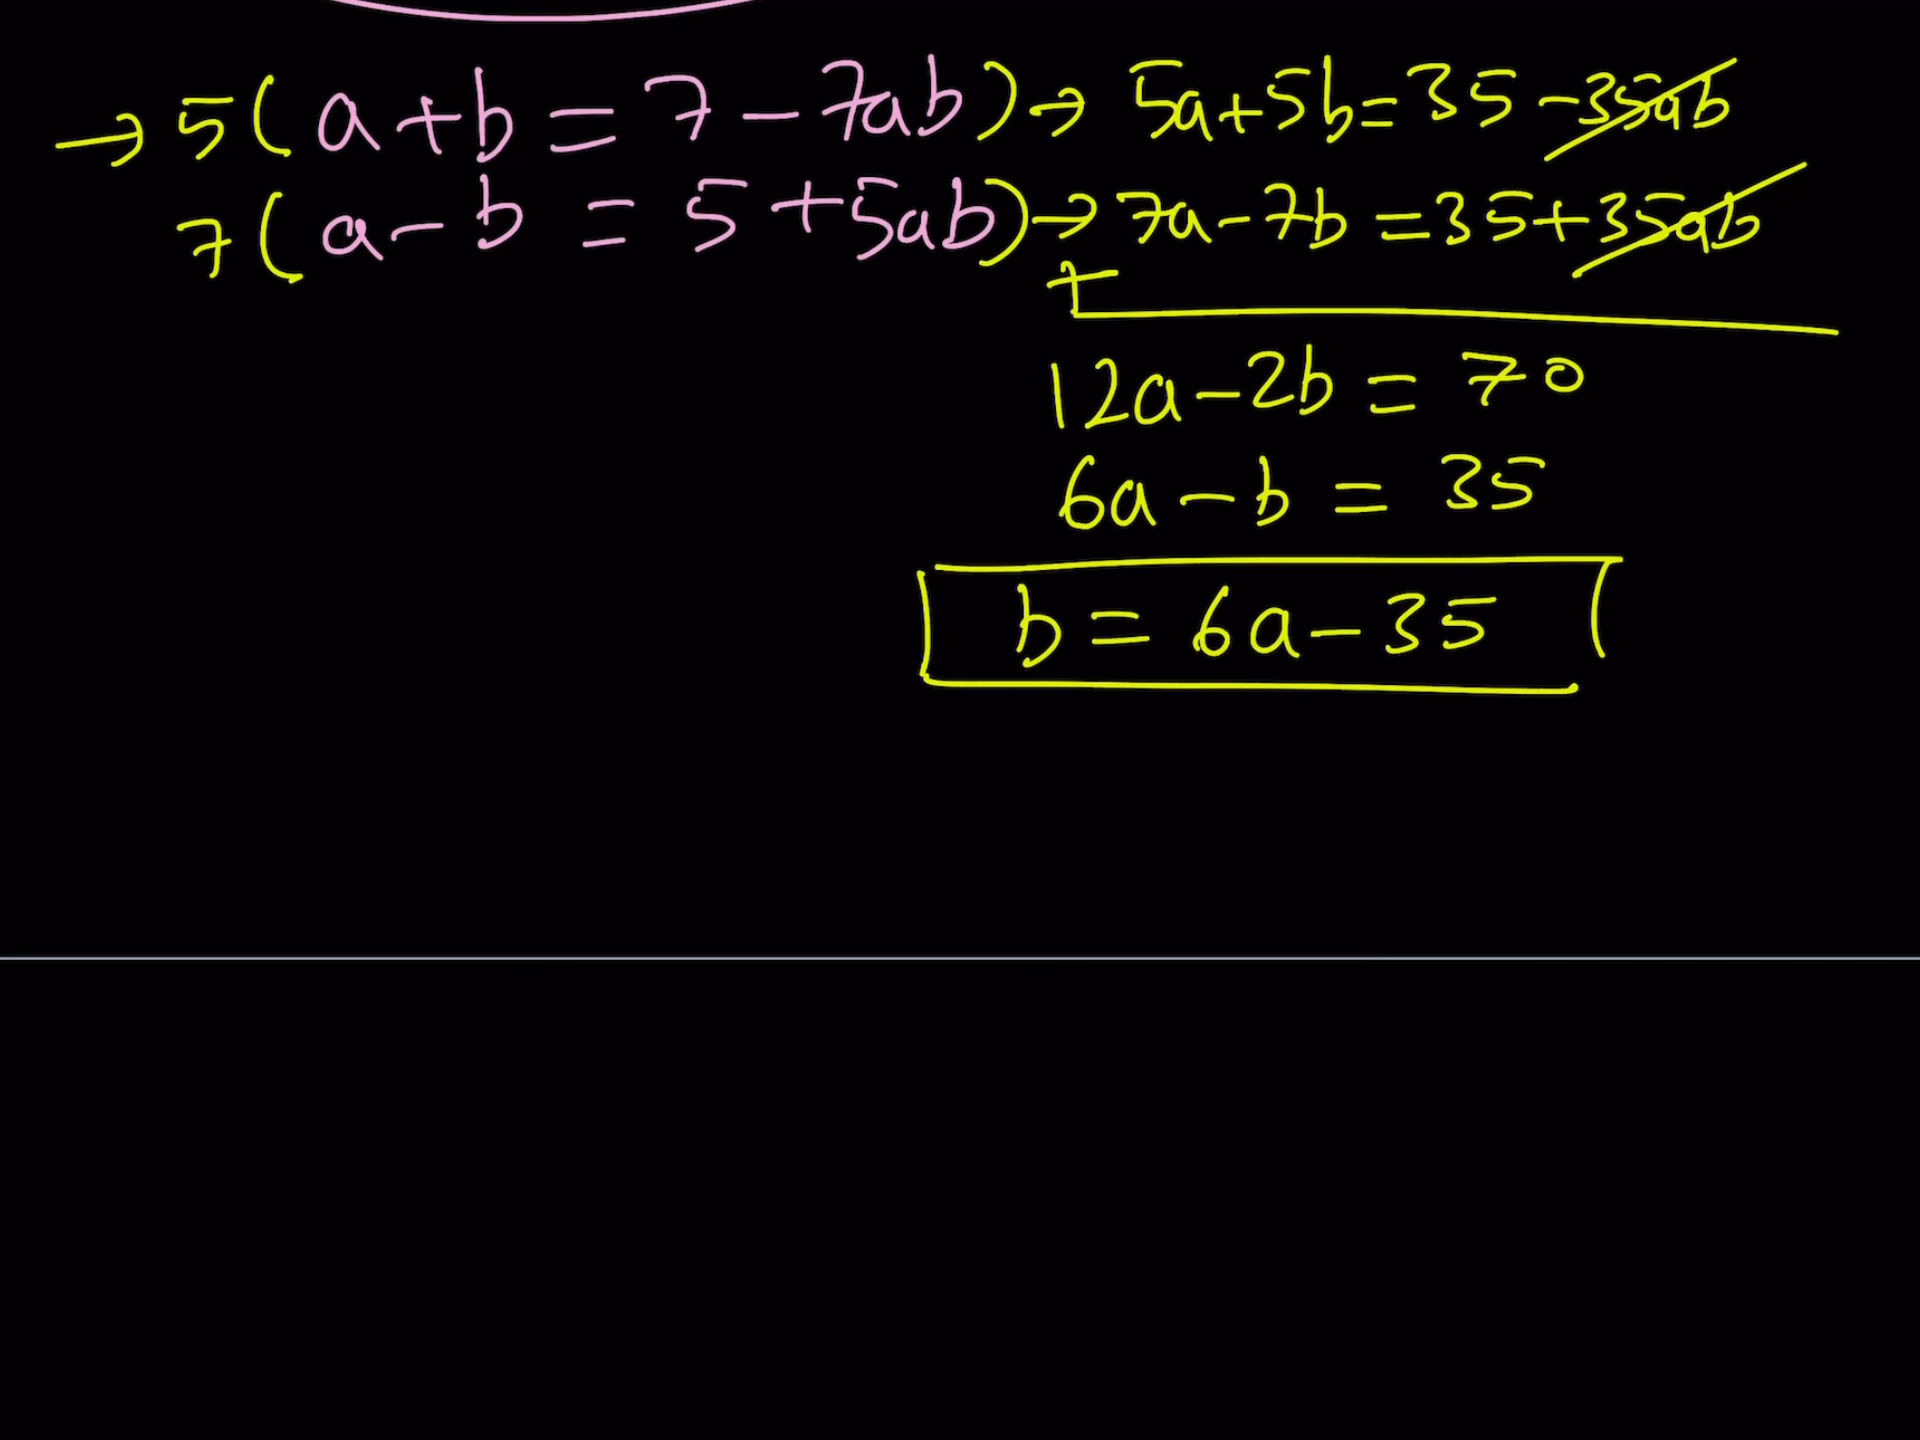 → 5(a+b = 7 - 7ab) → 5a+5b=35-35ab
7(a-b = 5+5ab) → 7a-7b=35+35ab
+
12a-2b = 70
6a-b = 35
b = 6a-35